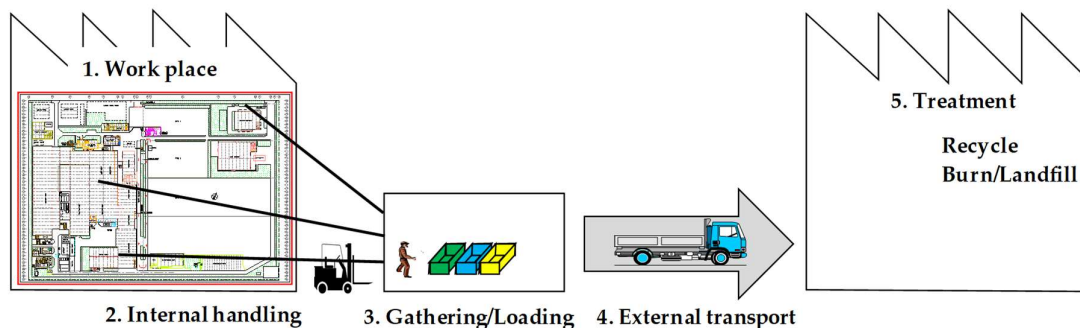 1. Work place
5. Treatment
Recycle
Burn/Landfill
2. Internal handling
3. Gathering/Loading
4. External transport